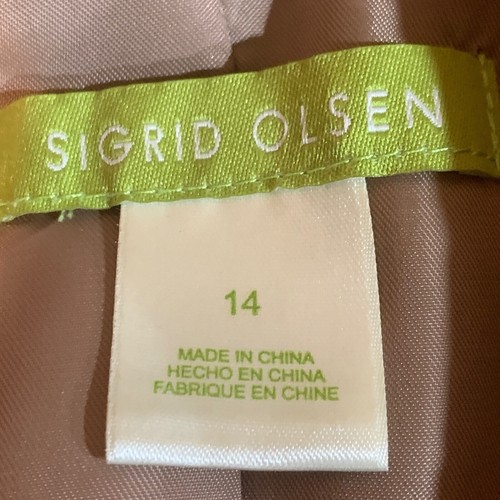 SIGRID OLSEN
14
MADE IN CHINA
HECHO EN CHINA
FABRIQUE EN CHINE